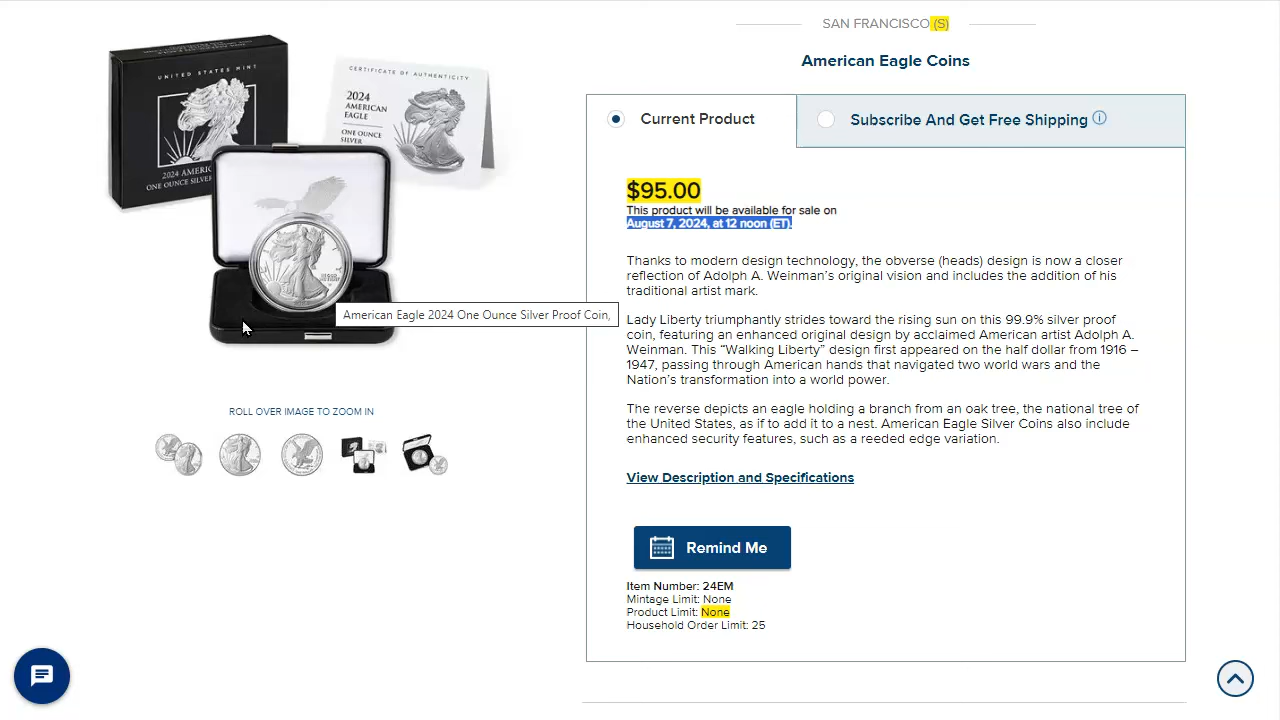 SAN FRANCISCO (S)
American Eagle Coins
Current Product
Subscribe And Get Free Shipping
$95.00
This product will be available for sale on
August 7, 2024, at 12 noon (ET).
Thanks to modern design technology, the obverse (heads) design is now a closer
reflection of Adolph A. Weinman's original vision and includes the addition of his
traditional artist mark.
Lady Liberty triumphantly strides toward the rising sun on this 99.9% silver proof
coin, featuring an enhanced original design by acclaimed American artist Adolph A.
Weinman. This “Walking Liberty” design first appeared on the half dollar from 1916 –
1947, passing through American hands that navigated two world wars and the
Nation's transformation into a world power.
The reverse depicts an eagle holding a branch from an oak tree, the national tree of
the United States, as if to add it to a nest. American Eagle Silver Coins also include
enhanced security features, such as a reeded edge variation.
View Description and Specifications
Remind Me
Item Number: 24EM
Mintage Limit: None
Product Limit: None
Household Order Limit: 25
UNITED STATES MINT
2024 AMERIC
ONE OUNCE SILVER
CERTIFICATE OF AUTHENTICITY
2024
AMERICAN
EAGLE
ONE OUNCE
SILVER
American Eagle 2024 One Ounce Silver Proof Coin,
ROLL OVER IMAGE TO ZOOM IN